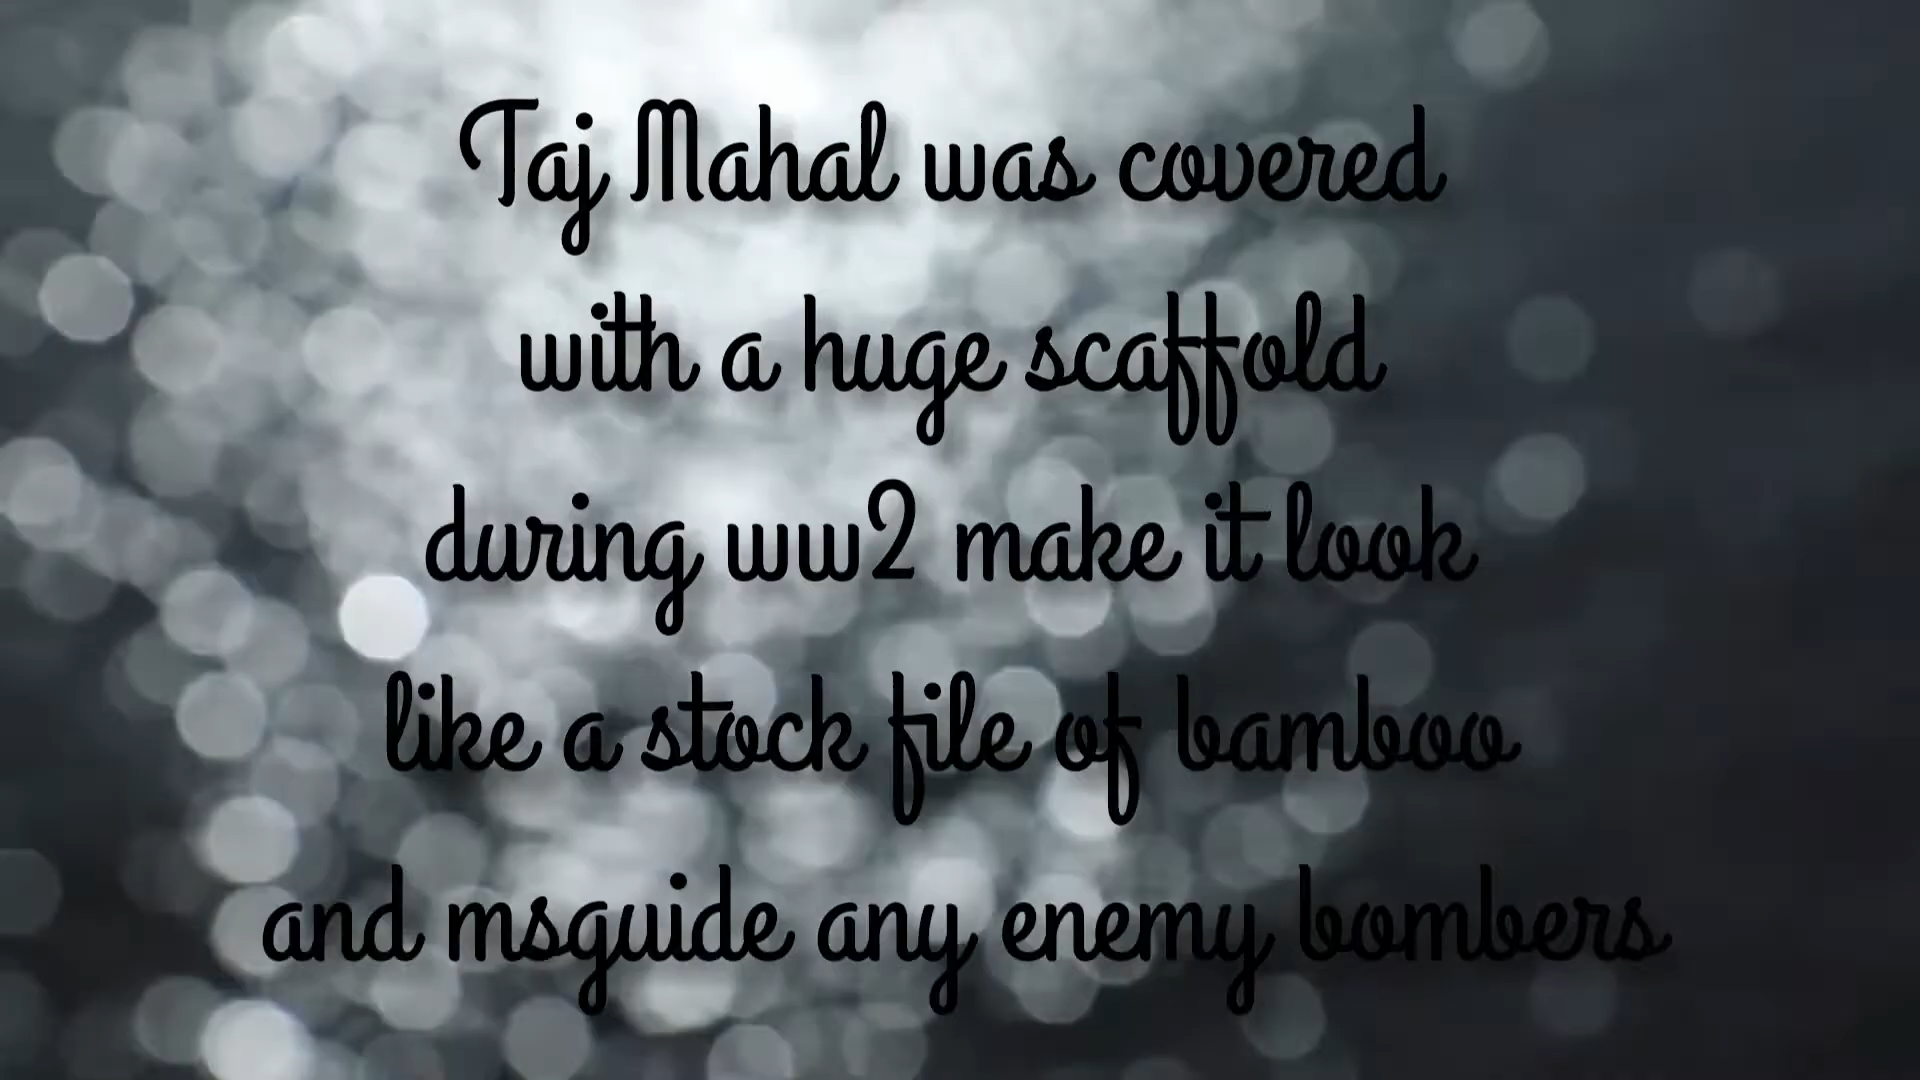 Taj Mahal was covered
with a huge scaffold
during ww2 make it look
like a stock file of bamboo
and msguide any enemy bombers